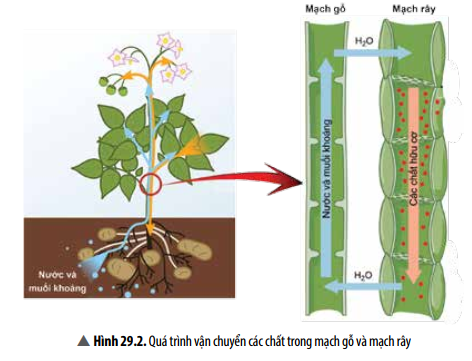 Mạch gỗ
Mạch rây
H₂O
Nước và muối khoáng
Các chất hữu cơ
H₂O
Nước và
muối khoáng
▲ Hình 29.2. Quá trình vận chuyển các chất trong mạch gỗ và mạch rây